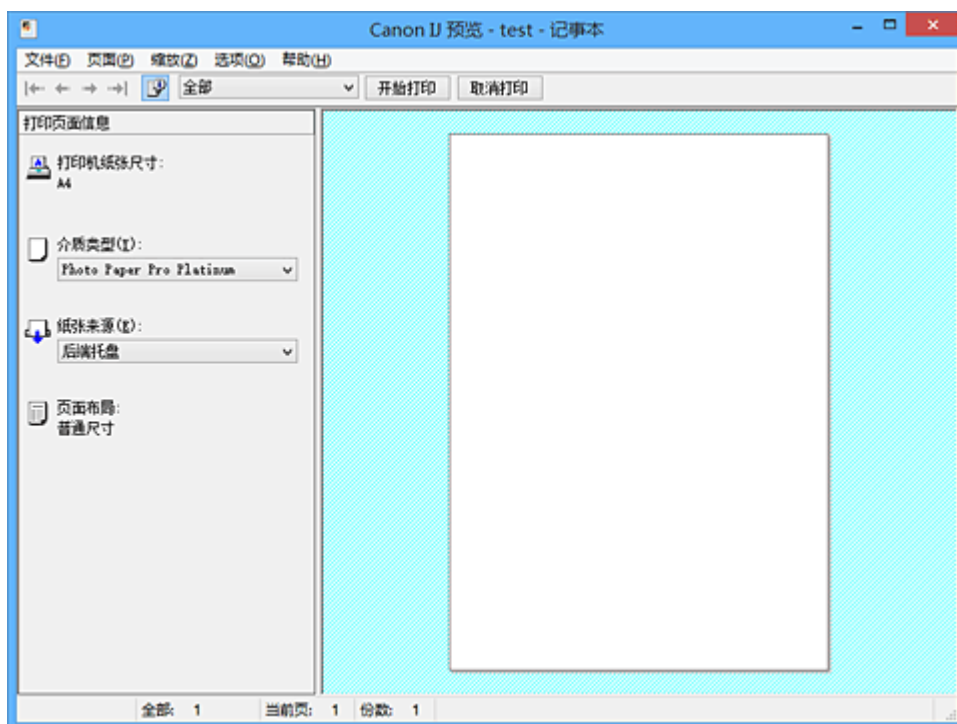 Canon IJ 预览 - test - 记事本
文件(F) 页面(P) 缩放(Z) 选项(O) 帮助(H)
全部 开始打印 取消打印
打印页面信息
打印机纸张尺寸:
A4
介质类型(I):
Photo Paper Pro Platinum
纸张来源(E):
后端托盘
页面布局:
普通尺寸
全部: 1 当前页: 1 份数: 1